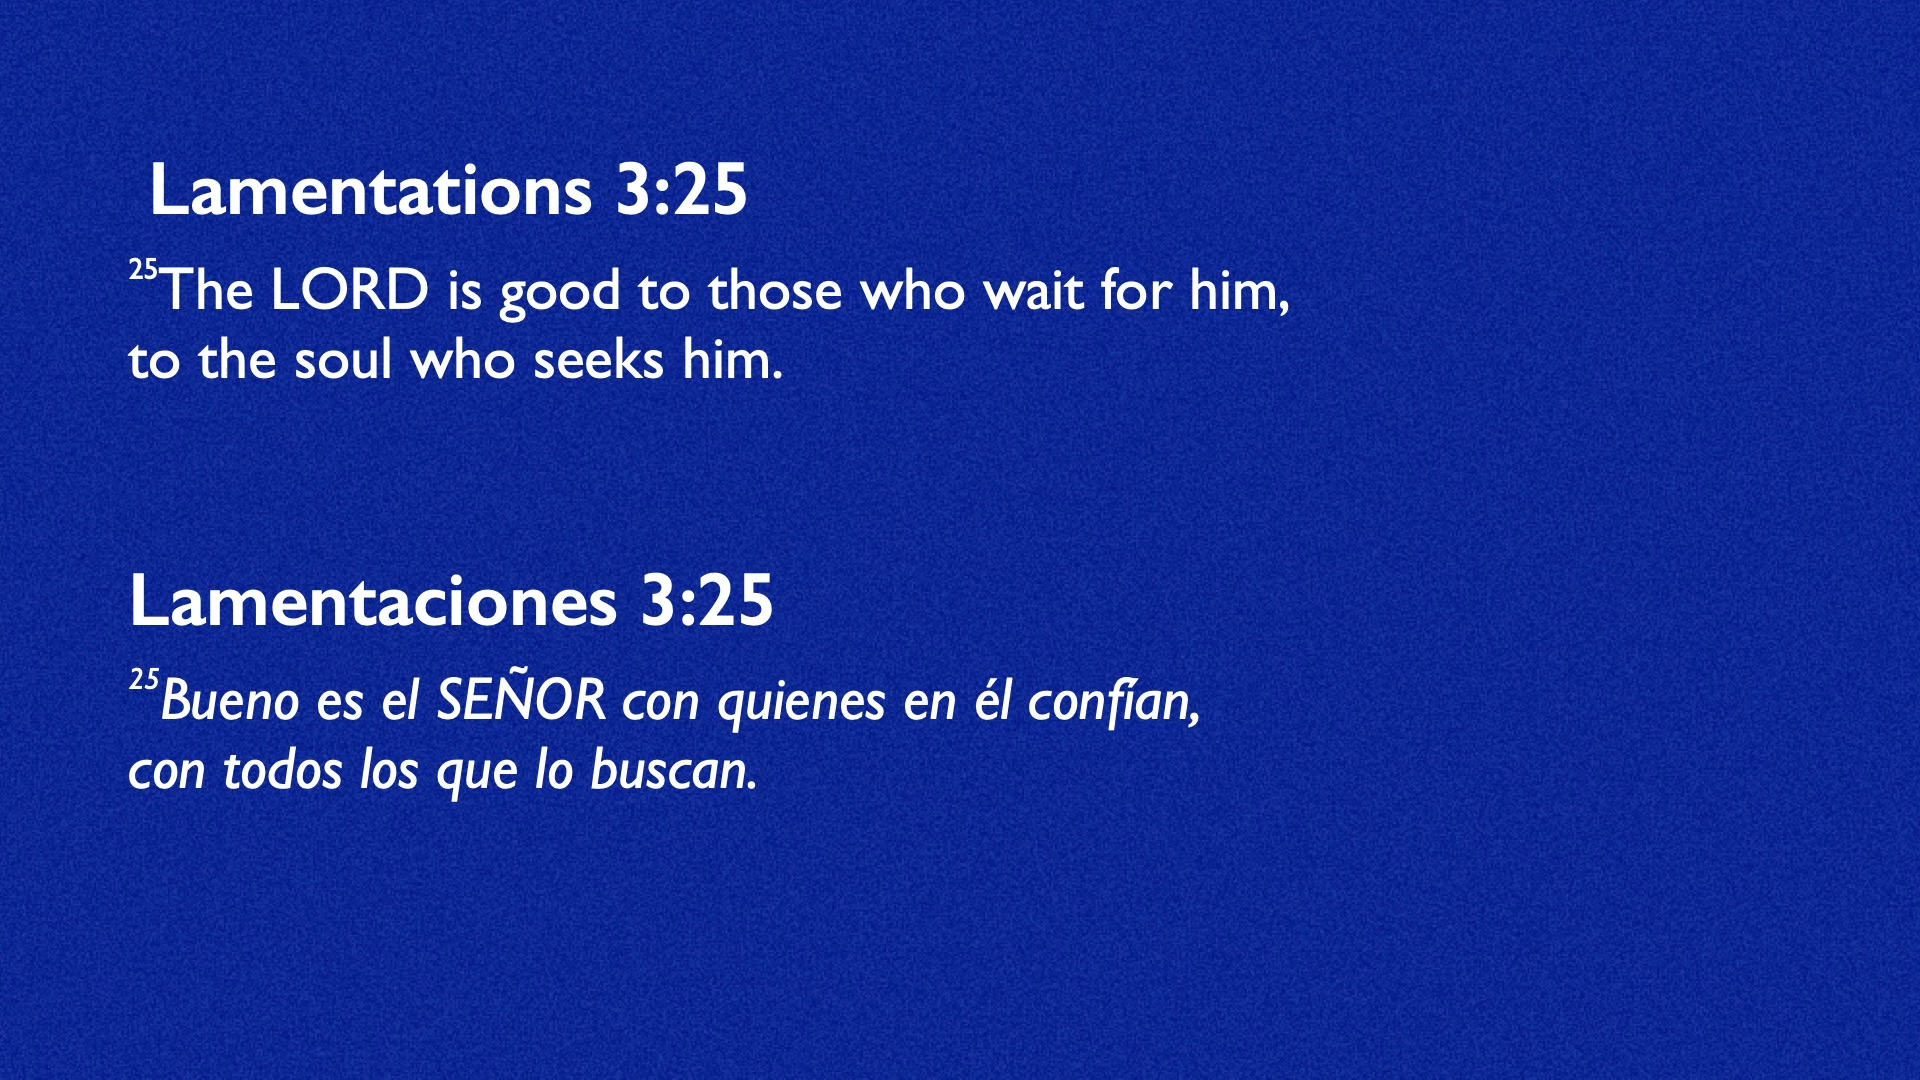 Lamentations 3:25
25The LORD is good to those who wait for him,
to the soul who seeks him.
Lamentaciones 3:25
25Bueno es el SEÑOR con quienes en él confían,
con todos los que lo buscan.